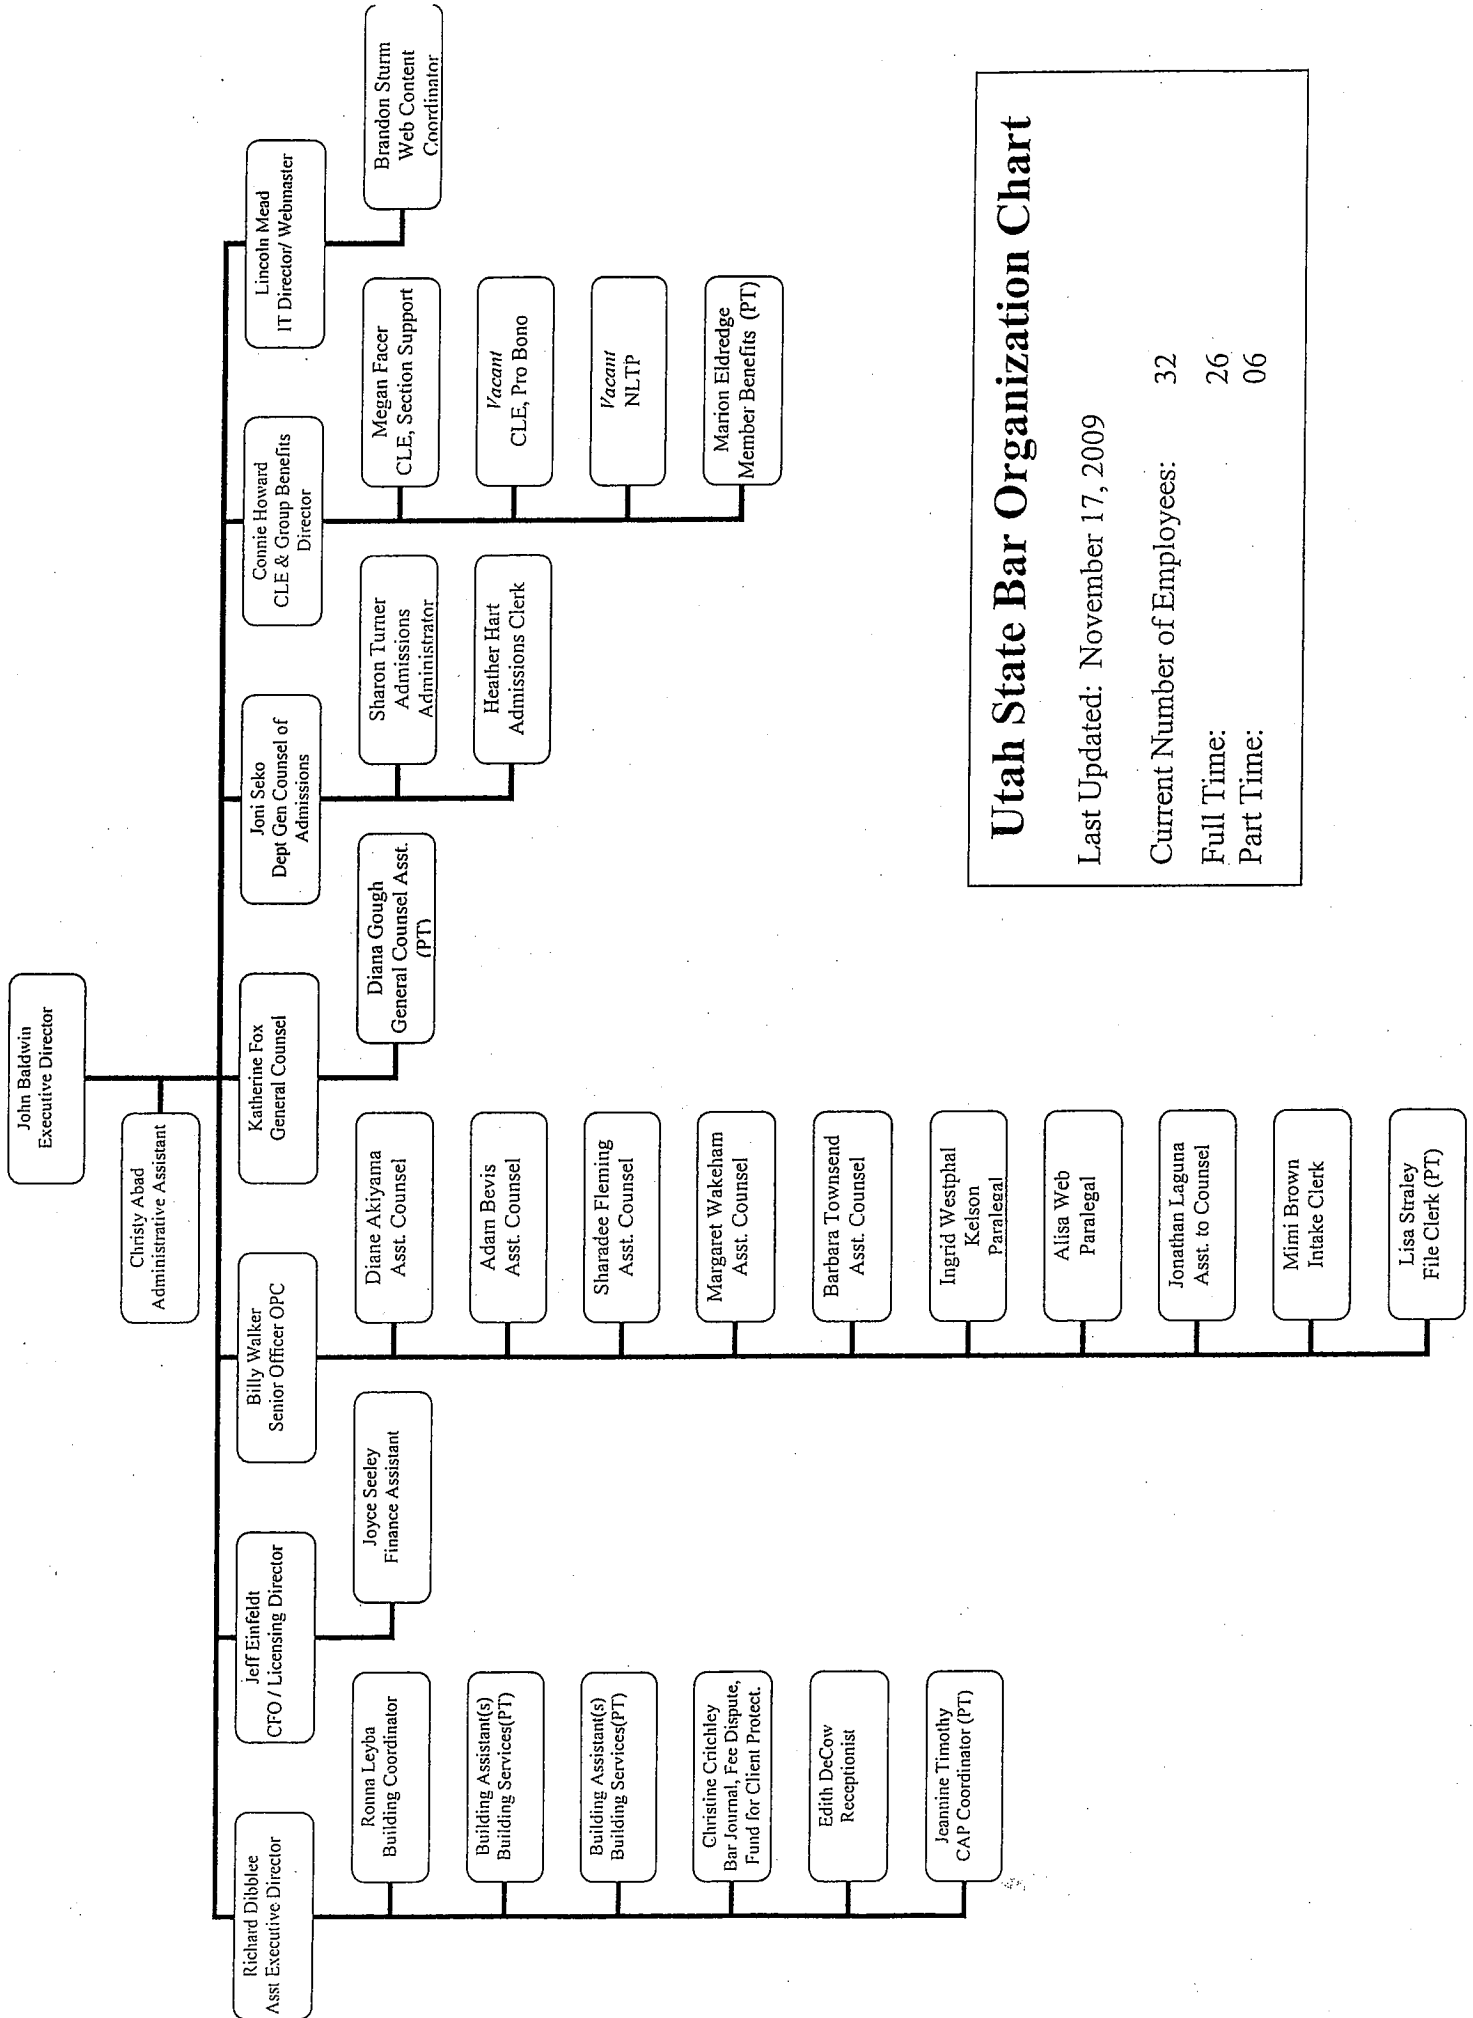 John Baldwin
Executive Director
Christy Abad
Administrative Assistant
Richard Dibblee
Asst Executive Director
Ronna Leyba
Building Coordinator
Building Assistant(s)
Building Services(PT)
Building Assistant(s)
Building Services(PT)
Christine Critchley
Bar Journal, Fee Dispute,
Fund for Client Protect.
Edith DeCow
Receptionist
Jeannine Timothy
CAP Coordinator (PT)
Jeff Einfeldt
CFO / Licensing Director
Joyce Seeley
Finance Assistant
Billy Walker
Senior Officer OPC
Diane Akiyama
Asst. Counsel
Adam Bevis
Asst. Counsel
Sharadee Fleming
Asst. Counsel
Margaret Wakeham
Asst. Counsel
Barbara Townsend
Asst. Counsel
Ingrid Westphal
Kelson
Paralegal
Alisa Web
Paralegal
Jonathan Laguna
Asst. to Counsel
Mimi Brown
Intake Clerk
Lisa Straley
File Clerk (PT)
Katherine Fox
General Counsel
Diana Gough
General Counsel Asst.
(PT)
Joni Seko
Dept Gen Counsel of
Admissions
Sharon Turner
Admissions
Administrator
Heather Hart
Admissions Clerk
Connie Howard
CLE & Group Benefits
Director
Megan Facer
CLE, Section Support
Vacant
CLE, Pro Bono
Vacant
NLTP
Marion Eldredge
Member Benefits (PT)
Lincoln Mead
IT Director/ Webmaster
Brandon Sturm
Web Content
Coordinator
Utah State Bar Organization Chart
Last Updated: November 17, 2009
Current Number of Employees: 32
Full Time: 26
Part Time: 06